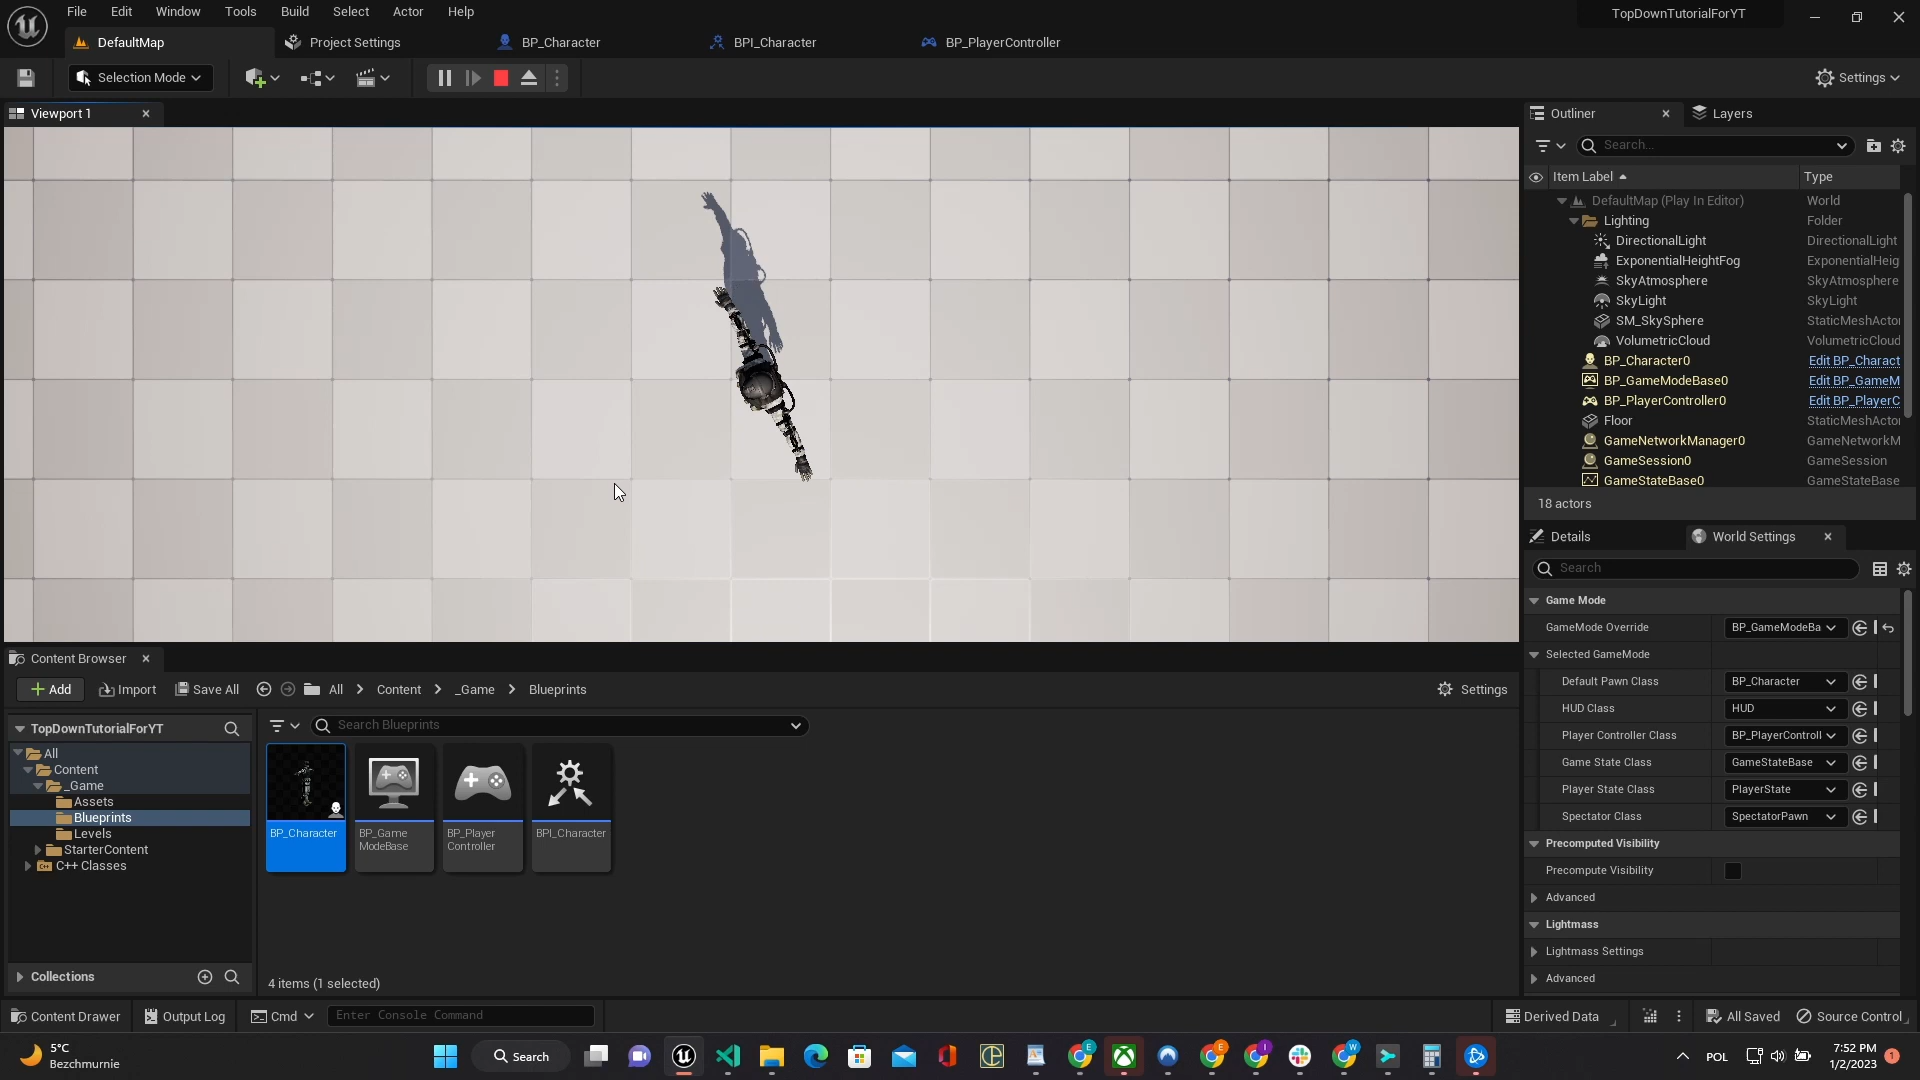 File Edit Window Tools Build Select Actor Help
TopDownTutorialForYT
DefaultMap
Project Settings
BP_Character
BPI_Character
BP_PlayerController
Selection Mode
Settings
Viewport 1
Outliner
Layers
Search...
Item Label
Type
DefaultMap (Play In Editor) World
Lighting Folder
DirectionalLight DirectionalLight
ExponentialHeightFog ExponentialHeig
SkyAtmosphere SkyAtmosphere
SkyLight SkyLight
SM_SkySphere StaticMeshActo
VolumetricCloud VolumetricCloud
BP_Character0 Edit BP_Charact
BP_GameModeBase0 Edit BP_GameM
BP_PlayerController0 Edit BP_PlayerC
Floor StaticMeshActo
GameNetworkManager0 GameNetworkM
GameSession0 GameSession
GameStateBase0 GameStateBase
18 actors
Details
World Settings
Search
Game Mode
GameMode Override BP_GameModeBa
Selected GameMode
Default Pawn Class BP_Character
HUD Class HUD
Player Controller Class BP_PlayerControll
Game State Class GameStateBase
Player State Class PlayerState
Spectator Class SpectatorPawn
Precomputed Visibility
Precompute Visibility
Advanced
Lightmass
Lightmass Settings
Advanced
Content Browser
Add Import Save All All Content _Game Blueprints
Settings
TopDownTutorialForYT
Search Blueprints
All
Content
_Game
Assets
Blueprints
Levels
StarterContent
C++ Classes
Collections
BP_Character
BP_Game
ModeBase
BP_Player
Controller
BPI_Character
4 items (1 selected)
Content Drawer Output Log Cmd Enter Console Command
Derived Data All Saved Source Control
5°C
Bezchmurnie
Search
E
E
I
W
POL
7:52 PM
1/2/2023
1